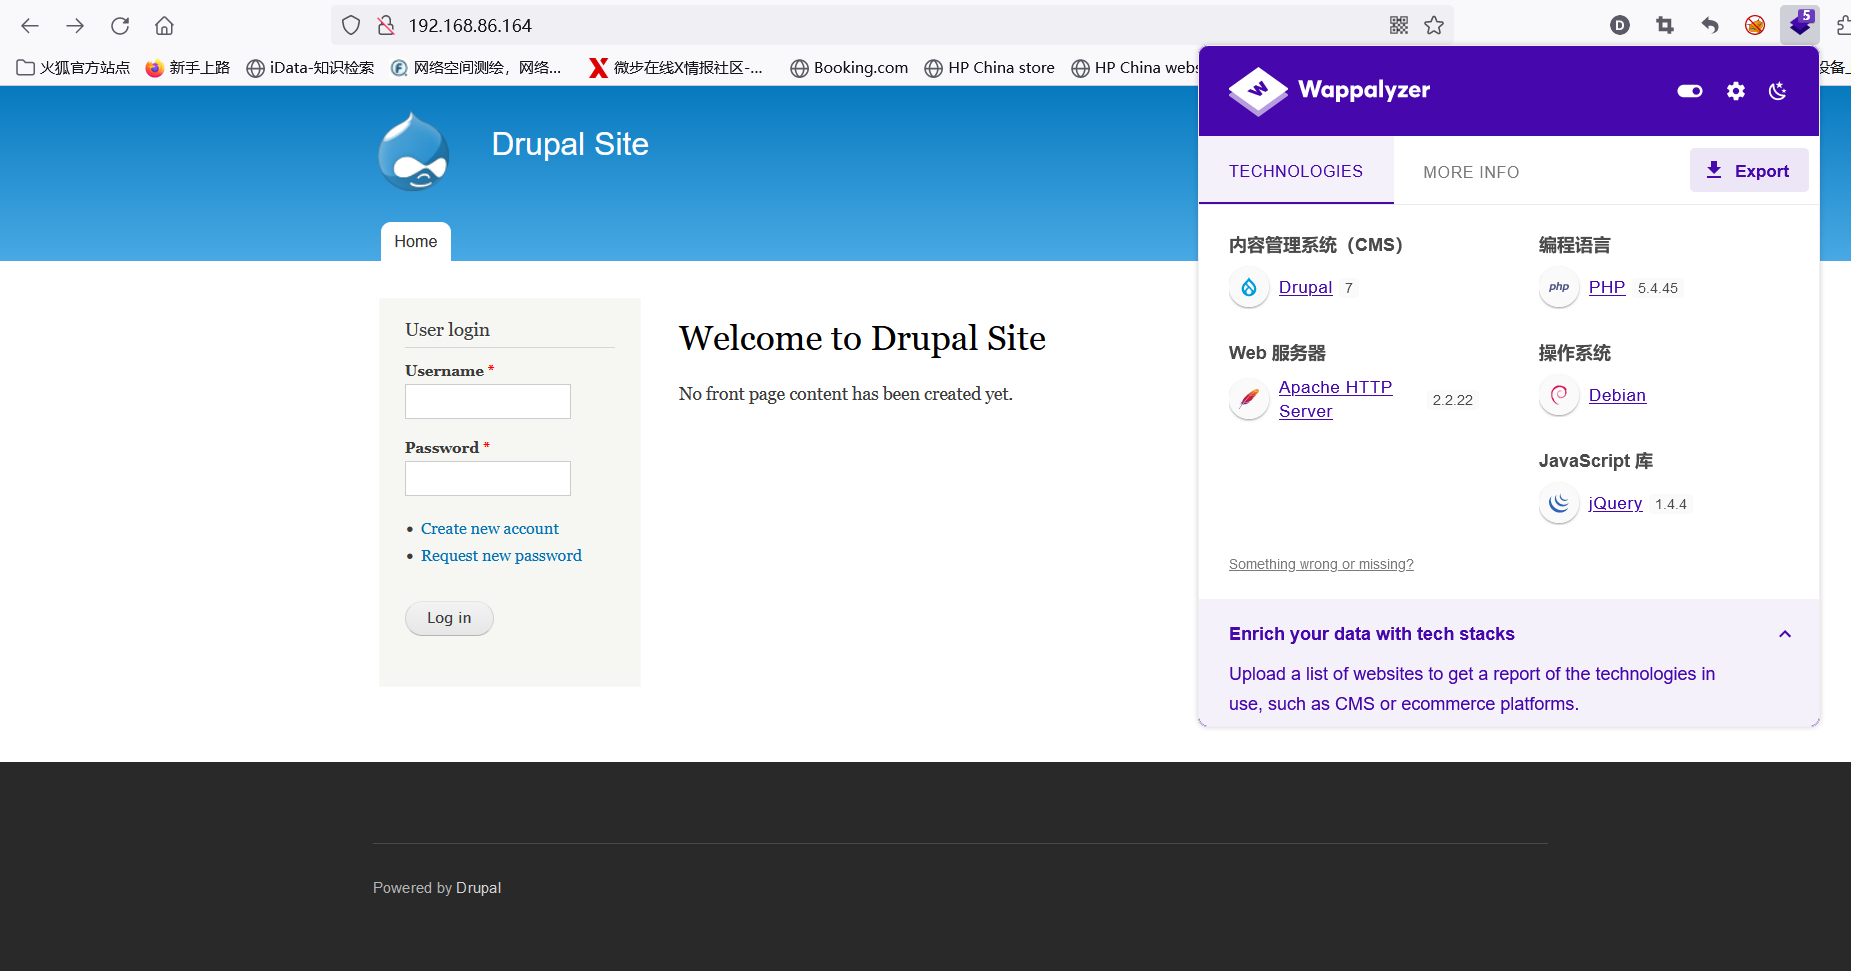 192.168.86.164
5
火狐官方站点
新手上路
iData-知识检索
网络空间测绘，网络...
微步在线X情报社区-...
Booking.com
HP China store
HP China webs
设备上
Wappalyzer
Drupal Site
TECHNOLOGIES
MORE INFO
Export
Home
内容管理系统（CMS）
编程语言
Drupal 7
php PHP 5.4.45
User login
Username *
Password *
Create new account
Request new password
Log in
Welcome to Drupal Site
No front page content has been created yet.
Web 服务器
操作系统
Apache HTTP
Server
2.2.22
Debian
JavaScript 库
jQuery 1.4.4
Something wrong or missing?
Enrich your data with tech stacks
Upload a list of websites to get a report of the technologies in
use, such as CMS or ecommerce platforms.
Powered by Drupal